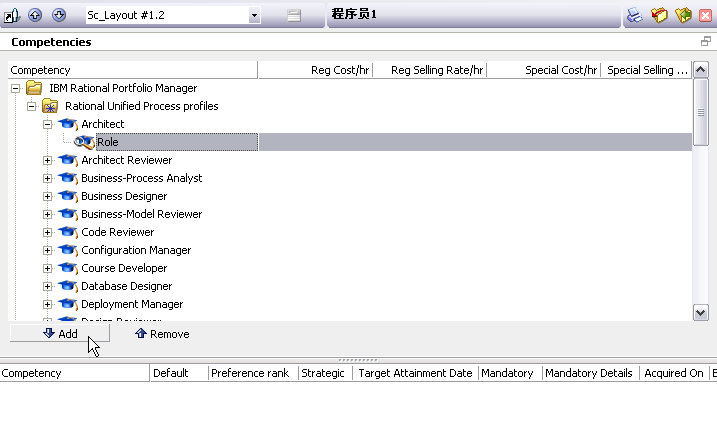 Sc_Layout #1.2 程序员1
Competencies
Competency Reg Cost/hr Reg Selling Rate/hr Special Cost/hr Special Selling ...
IBM Rational Portfolio Manager
Rational Unified Process profiles
Architect
Role
Architect Reviewer
Business-Process Analyst
Business Designer
Business-Model Reviewer
Code Reviewer
Configuration Manager
Course Developer
Database Designer
Deployment Manager
Design Reviewer
Add Remove
Competency Default Preference rank Strategic Target Attainment Date Mandatory Mandatory Details Acquired On E